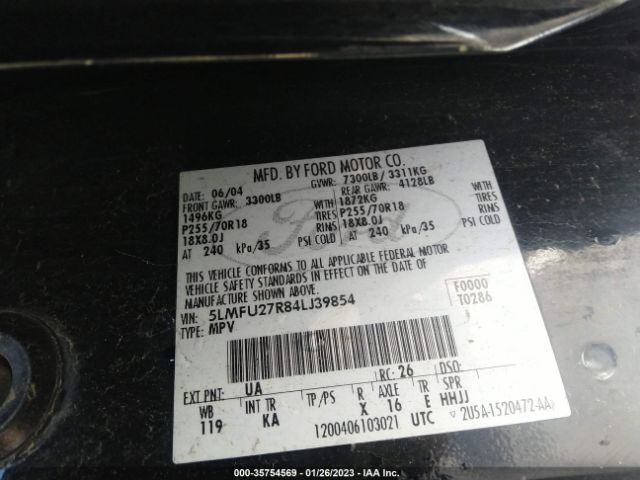 MFD. BY FORD MOTOR CO.
DATE: 06/04 GVWR: 7300LB/ 3311KG
FRONT GAWR: 3300LB REAR GAWR: 4128LB
1496KG WITH 1872KG WITH
P255/70R18 TIRES P255/70R18 TIRES
18X8.0J RIMS 18X8.0J RIMS
AT 240 kPa/35 PSI COLD AT 240 kPa/35 PSI COLD
Ford
THIS VEHICLE CONFORMS TO ALL APPLICABLE FEDERAL MOTOR
VEHICLE SAFETY STANDARDS IN EFFECT ON THE DATE OF
MANUFACTURE SHOWN ABOVE.
VIN: 5LMFU27R84LJ39854 F0000
TYPE: MPV T0286
EXT PNT: UA RC: 26 DSO:
WB INT TR TP/PS R AXLE TR SPR
119 KA X 16 E HHJJ
1200406103021 UTC 2U5A-1520472-AA
000-35754569 | 01/26/2023 | IAA Inc.